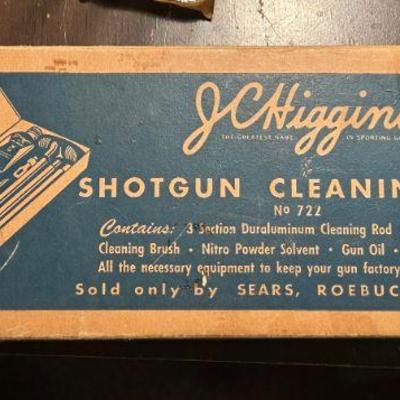 J.C. Higgins
THE GREATEST NAME IN SPORTING
SHOTGUN CLEANIN
No 722
Contains: 3 Section Duraluminum Cleaning Rod
Cleaning Brush • Nitro Powder Solvent • Gun Oil •
All the necessary equipment to keep your gun factory
Sold only by SEARS, ROEBUC